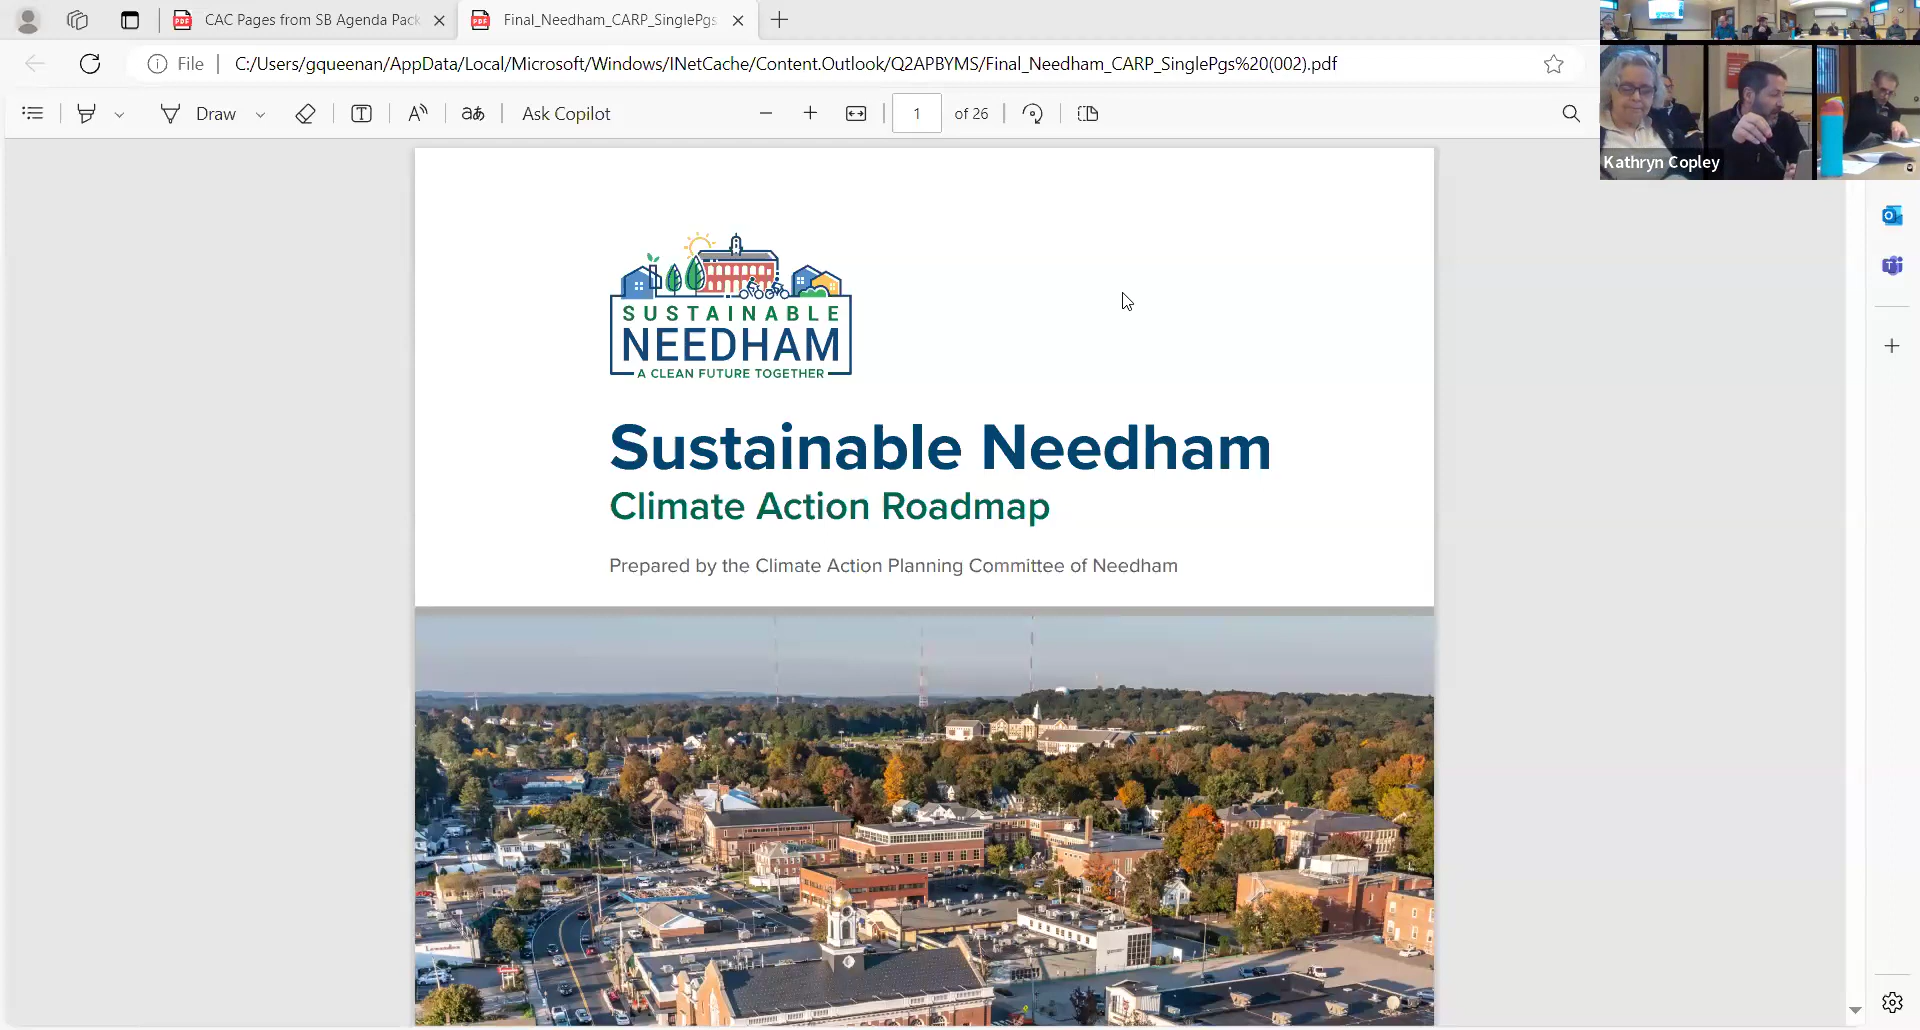 CAC Pages from SB Agenda Pack
Final_Needham_CARP_SinglePgs
File
C:/Users/gqueenan/AppData/Local/Microsoft/Windows/INetCache/Content.Outlook/Q2APBYMS/Final_Needham_CARP_SinglePgs%20(002).pdf
Draw
Ask Copilot
1 of 26
Kathryn Copley
SUSTAINABLE
NEEDHAM
A CLEAN FUTURE TOGETHER
Sustainable Needham
Climate Action Roadmap
Prepared by the Climate Action Planning Committee of Needham